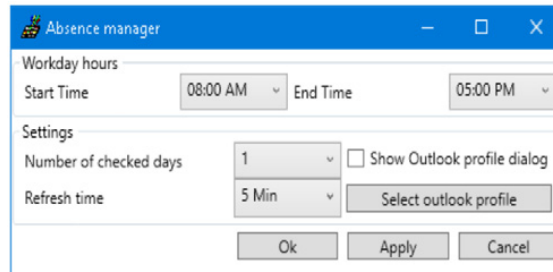 Absence manager
Workday hours
Start Time 08:00 AM End Time 05:00 PM
Settings
Number of checked days 1 Show Outlook profile dialog
Refresh time 5 Min Select outlook profile
Ok Apply Cancel